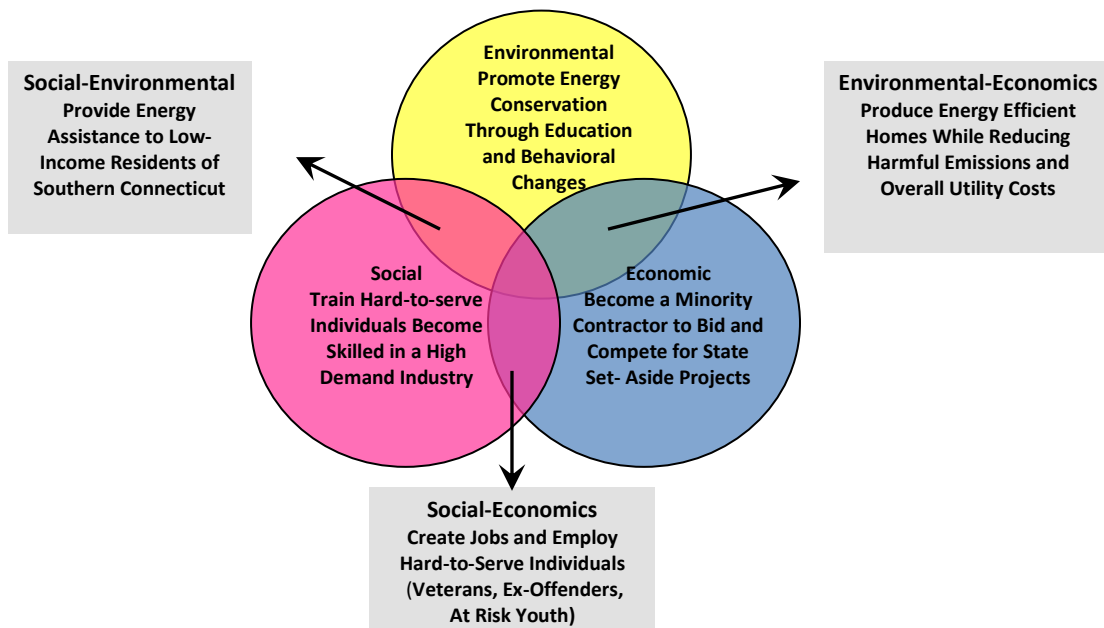 Environmental
Promote Energy
Conservation
Through Education
and Behavioral
Changes
Social-Environmental
Provide Energy
Assistance to Low-
Income Residents of
Southern Connecticut
Environmental-Economics
Produce Energy Efficient
Homes While Reducing
Harmful Emissions and
Overall Utility Costs
Social
Train Hard-to-serve
Individuals Become
Skilled in a High
Demand Industry
Economic
Become a Minority
Contractor to Bid and
Compete for State
Set- Aside Projects
Social-Economics
Create Jobs and Employ
Hard-to-Serve Individuals
(Veterans, Ex-Offenders,
At Risk Youth)